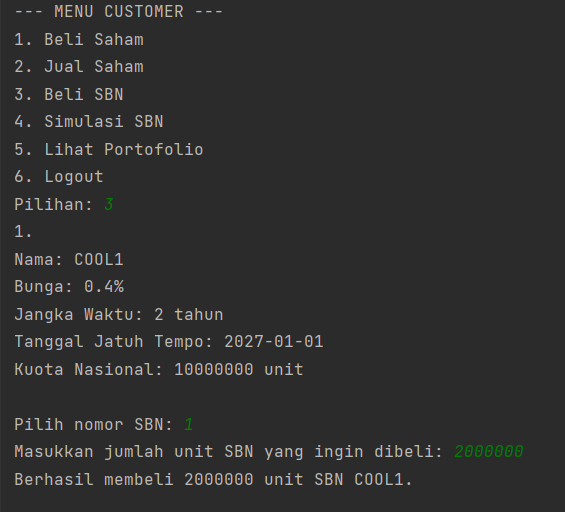 --- MENU CUSTOMER ---
1. Beli Saham
2. Jual Saham
3. Beli SBN
4. Simulasi SBN
5. Lihat Portofolio
6. Logout
Pilihan: 3
1.
Nama: COOL1
Bunga: 0.4%
Jangka Waktu: 2 tahun
Tanggal Jatuh Tempo: 2027-01-01
Kuota Nasional: 10000000 unit
Pilih nomor SBN: 1
Masukkan jumlah unit SBN yang ingin dibeli: 2000000
Berhasil membeli 2000000 unit SBN COOL1.